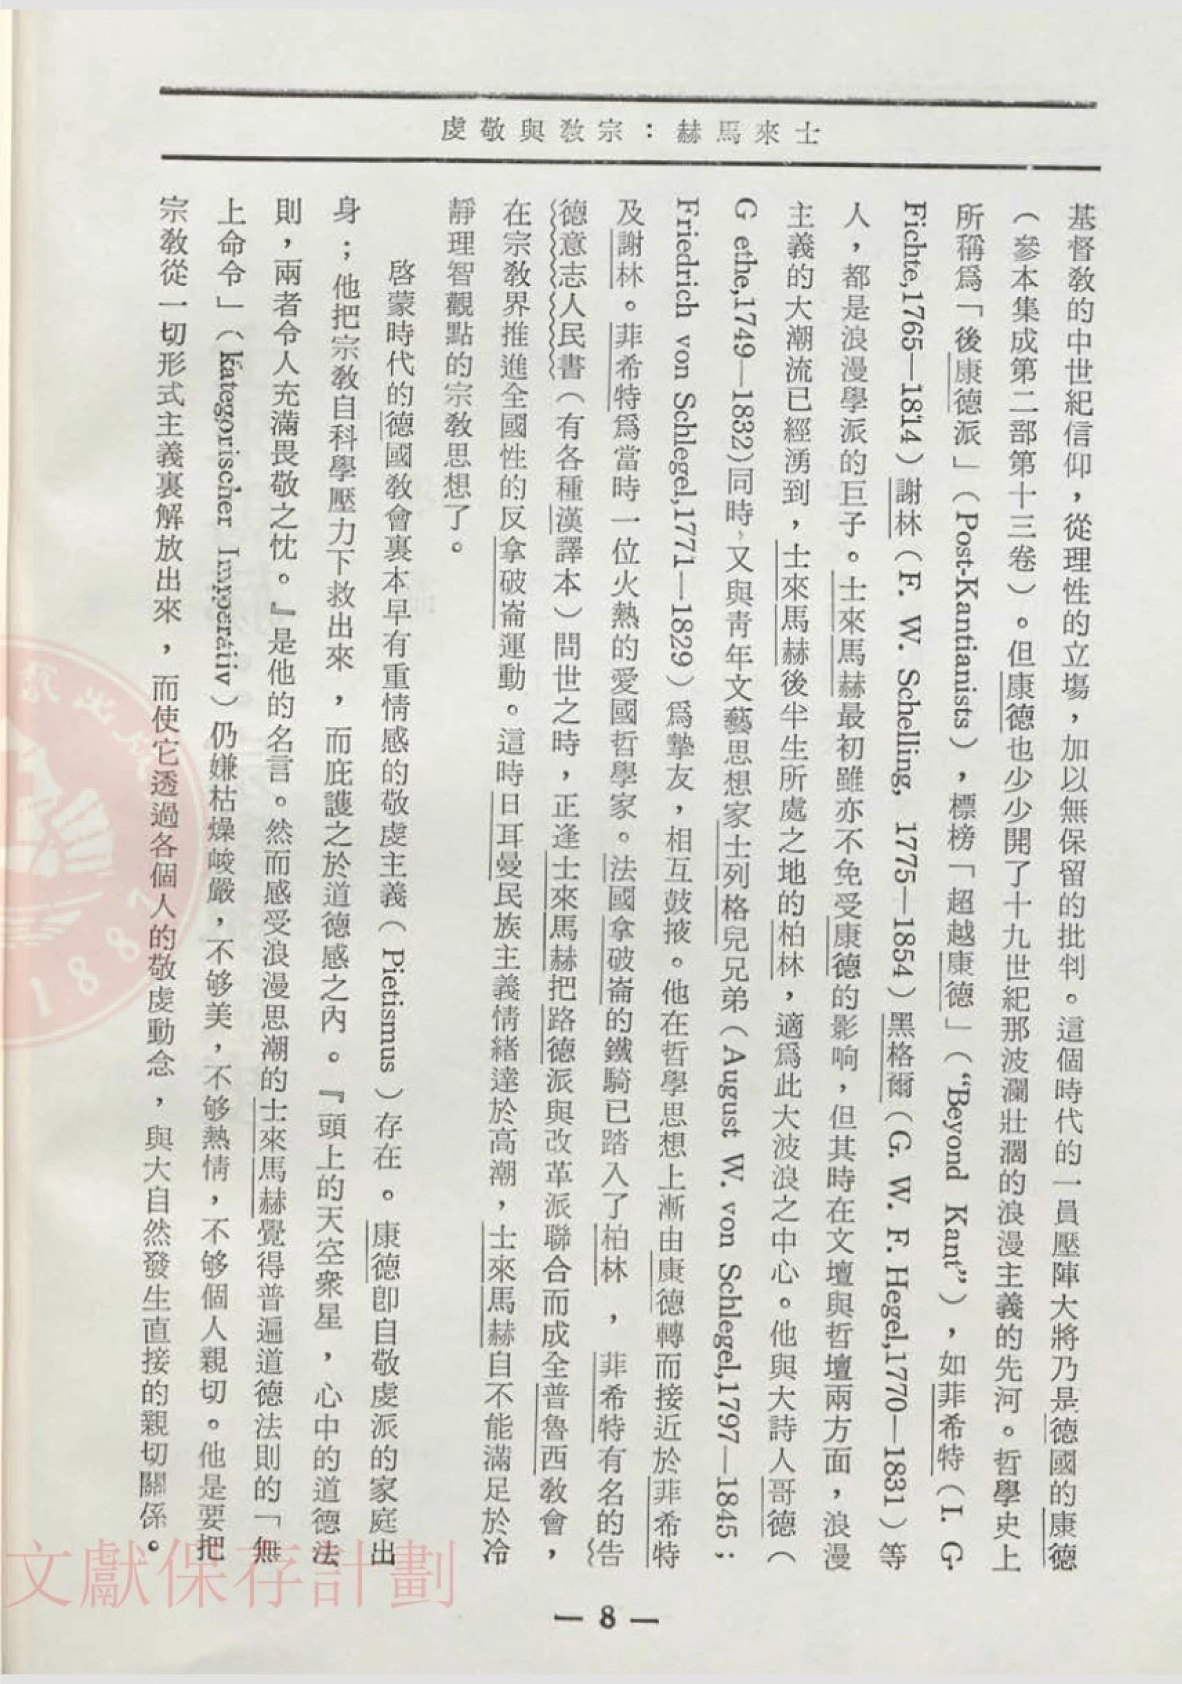 士來馬赫：宗教與敬虔
基督教的中世紀信仰，從理性的立塲，加以無保留的批判。這個時代的一員壓陣大將乃是德國的康德
（參本集成第二部第十三卷）。但康德也少少開了十九世紀那波瀾壯濶的浪漫主義的先河。哲學史上
所稱爲「後康德派」（Post-Kantianists），標榜「超越康德」（“Beyond Kant”），如菲希特（I. G.
Fichte,1765—1814）謝林（F. W. Schelling, 1775—1854）黑格爾（G. W. F. Hegel,1770—1831）等
人，都是浪漫學派的巨子。士來馬赫最初雖亦不免受康德的影响，但其時在文壇與哲壇兩方面，浪漫
主義的大潮流已經湧到，士來馬赫後半生所處之地的柏林，適爲此大波浪之中心。他與大詩人哥德（
G ethe,1749—1832)同時，又與靑年文藝思想家士列格兒兄弟（August W. von Schlegel,1797—1845；
Friedrich von Schlegel,1771—1829）爲摯友，相互鼓掖。他在哲學思想上漸由康德轉而接近於菲希特
及謝林。菲希特爲當時一位火熱的愛國哲學家。法國拿破崙的鐵騎已踏入了柏林，菲希特有名的告
德意志人民書（有各種漢譯本）問世之時，正逢士來馬赫把路德派與改革派聯合而成全普魯西敎會，
在宗敎界推進全國性的反拿破崙運動。這時日耳曼民族主義情緒達於高潮，士來馬赫自不能滿足於冷
靜理智觀點的宗敎思想了。
啓蒙時代的德國敎會裏本早有重情感的敬虔主義（Pietismus）存在。康德卽自敬虔派的家庭出
身；他把宗敎自科學壓力下救出來，而庇護之於道德感之內。『頭上的天空衆星，心中的道德法
則，兩者令人充滿畏敬之忱。』是他的名言。然而感受浪漫思潮的士來馬赫覺得普遍道德法則的「無
上命令」（kategorischer Imperativ）仍嫌枯燥峻嚴，不够美，不够熱情，不够個人親切。他是要把
宗敎從一切形式主義裏解放出來，而使它透過各個人的敬虔動念，與大自然發生直接的親切關係。
— 8 —
188
文獻保存計劃